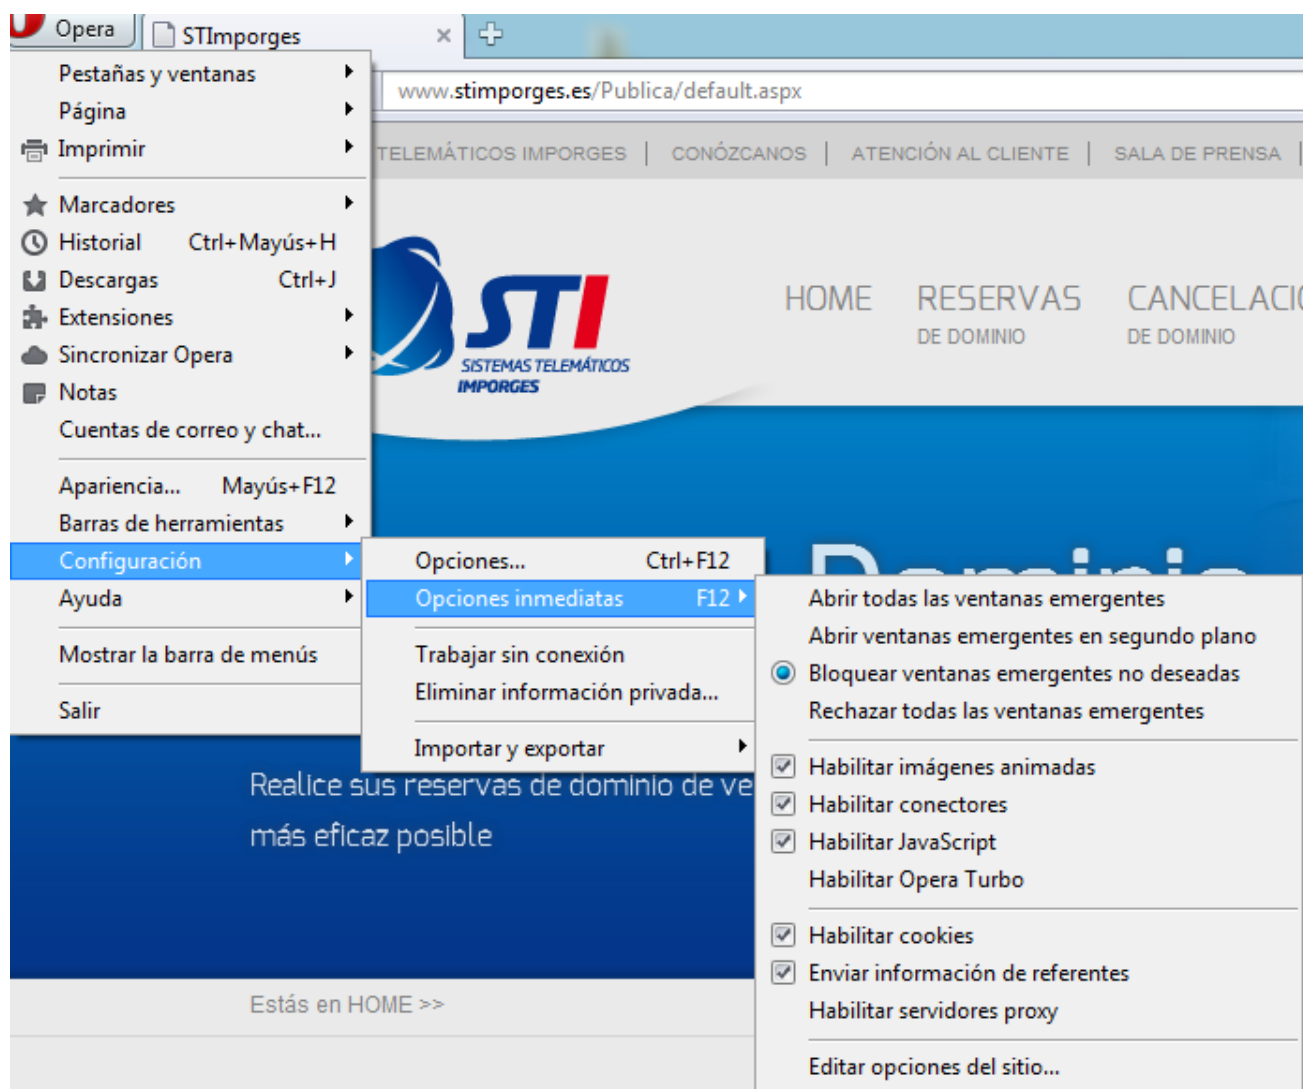 Opera
STImporges
Pestañas y ventanas
Página
Imprimir
Marcadores
Historial Ctrl+Mayús+H
Descargas Ctrl+J
Extensiones
Sincronizar Opera
Notas
Cuentas de correo y chat...
Apariencia... Mayús+F12
Barras de herramientas
Configuración
Ayuda
Mostrar la barra de menús
Salir
www.stimporges.es/Publica/default.aspx
TELEMÁTICOS IMPORGES | CONÓZCANOS | ATENCIÓN AL CLIENTE | SALA DE PRENSA |
STI
SISTEMAS TELEMÁTICOS
IMPORGES
HOME RESERVAS CANCELACIO
DE DOMINIO DE DOMINIO
Dominio
Opciones... Ctrl+F12
Opciones inmediatas F12
Trabajar sin conexión
Eliminar información privada...
Importar y exportar
Abrir todas las ventanas emergentes
Abrir ventanas emergentes en segundo plano
Bloquear ventanas emergentes no deseadas
Rechazar todas las ventanas emergentes
Habilitar imágenes animadas
Habilitar conectores
Habilitar JavaScript
Habilitar Opera Turbo
Habilitar cookies
Enviar información de referentes
Habilitar servidores proxy
Editar opciones del sitio...
Realice sus reservas de dominio de ve
más eficaz posible
Estás en HOME >>